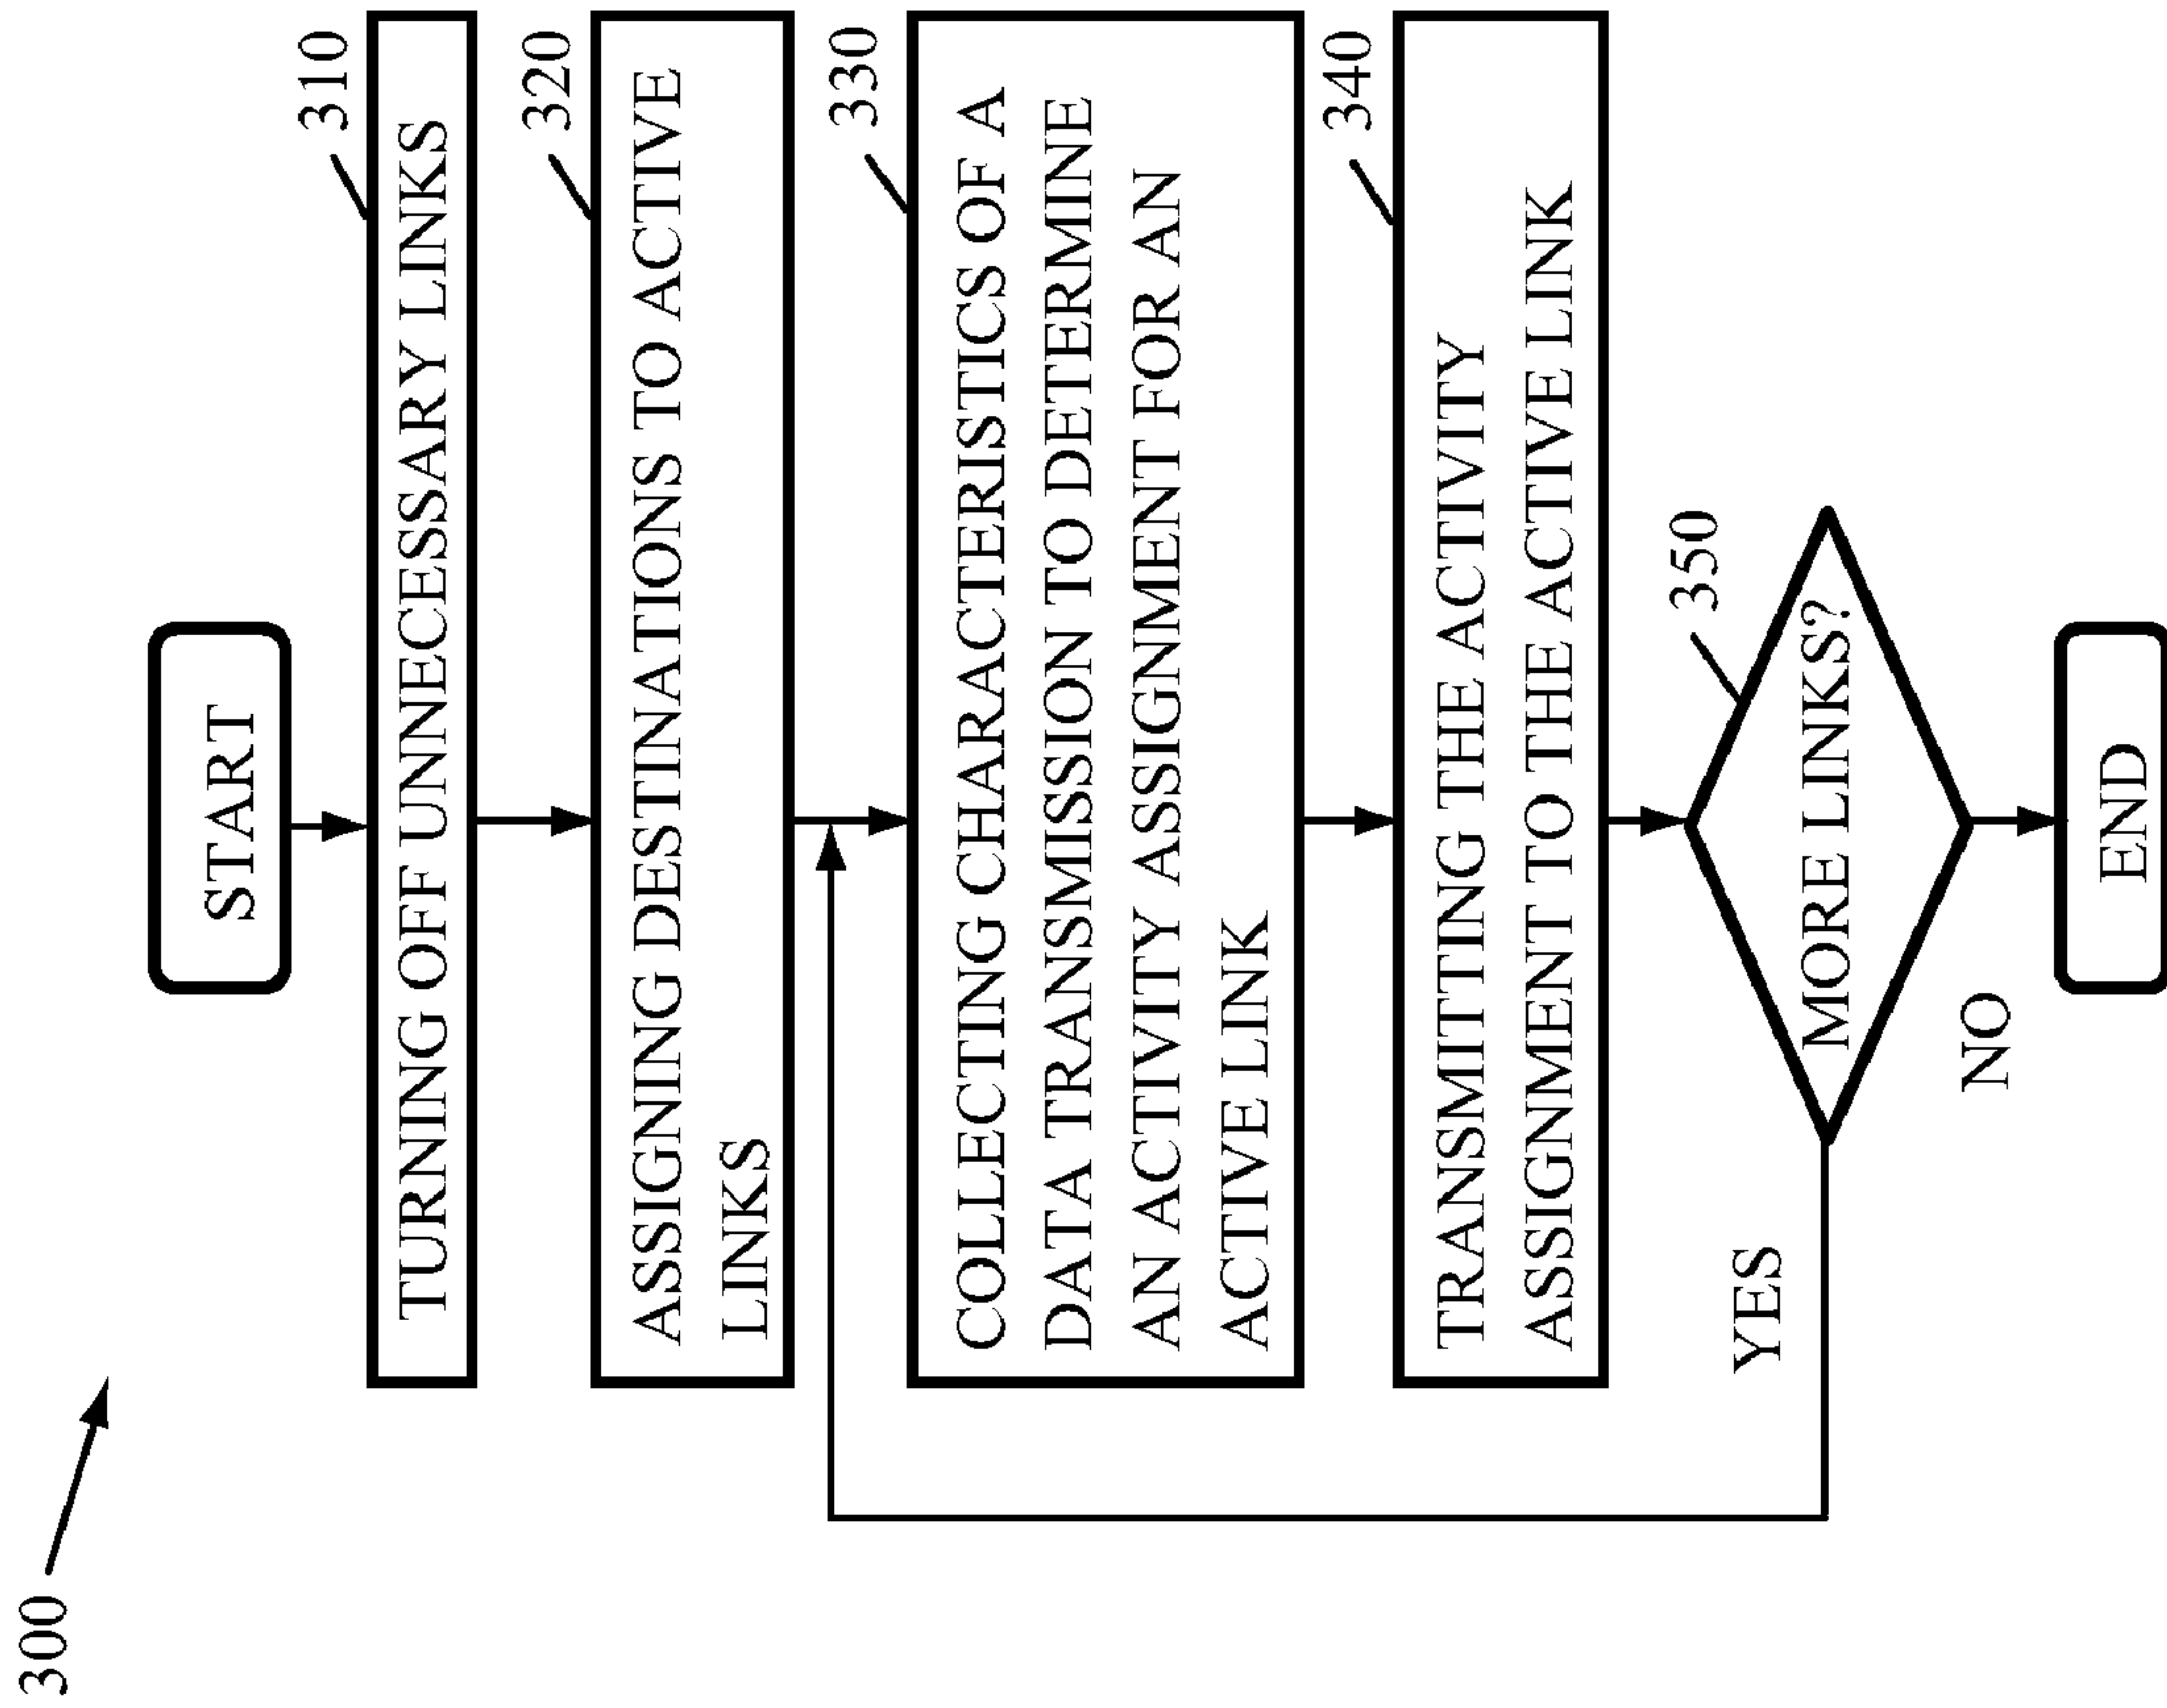 300
START
310
TURNING OFF UNNECESSARY LINKS
320
ASSIGNING DESTINATIONS TO ACTIVE
LINKS
330
COLLECTING CHARACTERISTICS OF A
DATA TRANSMISSION TO DETERMINE
AN ACTIVITY ASSIGNMENT FOR AN
ACTIVE LINK
340
TRANSMITTING THE ACTIVITY
ASSIGNMENT TO THE ACTIVE LINK
350
YES
MORE LINKS?
NO
END